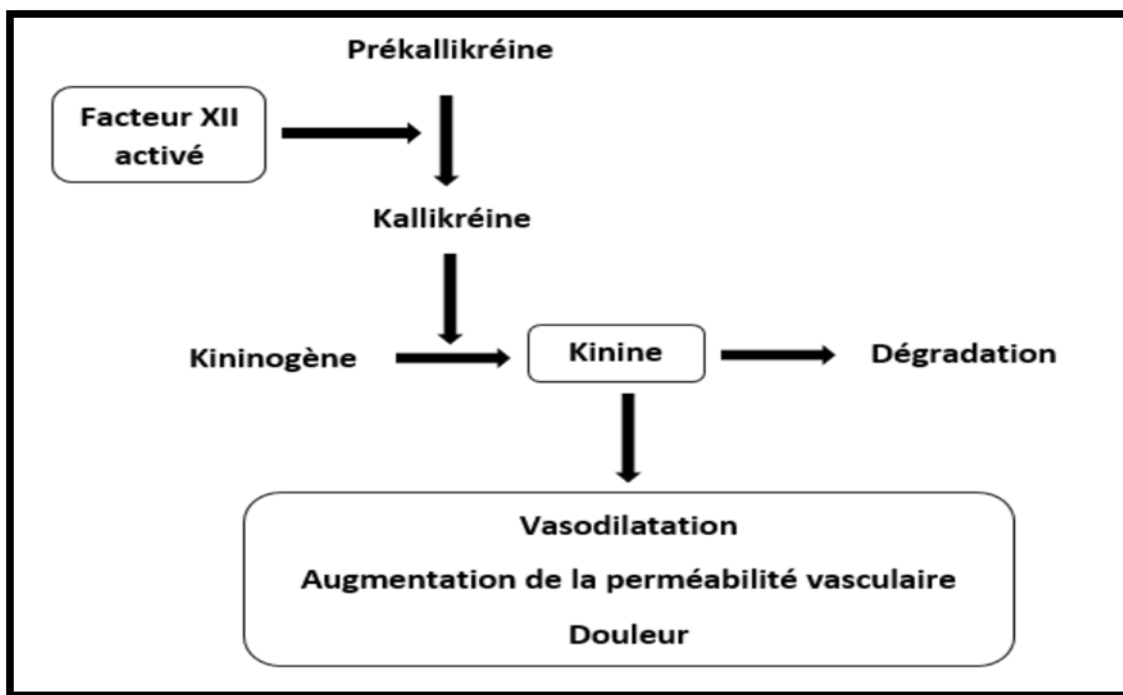 Prékallikréine
Facteur XII
activé
Kallikréine
Kininogène
Kinine
Dégradation
Vasodilatation
Augmentation de la perméabilité vasculaire
Douleur